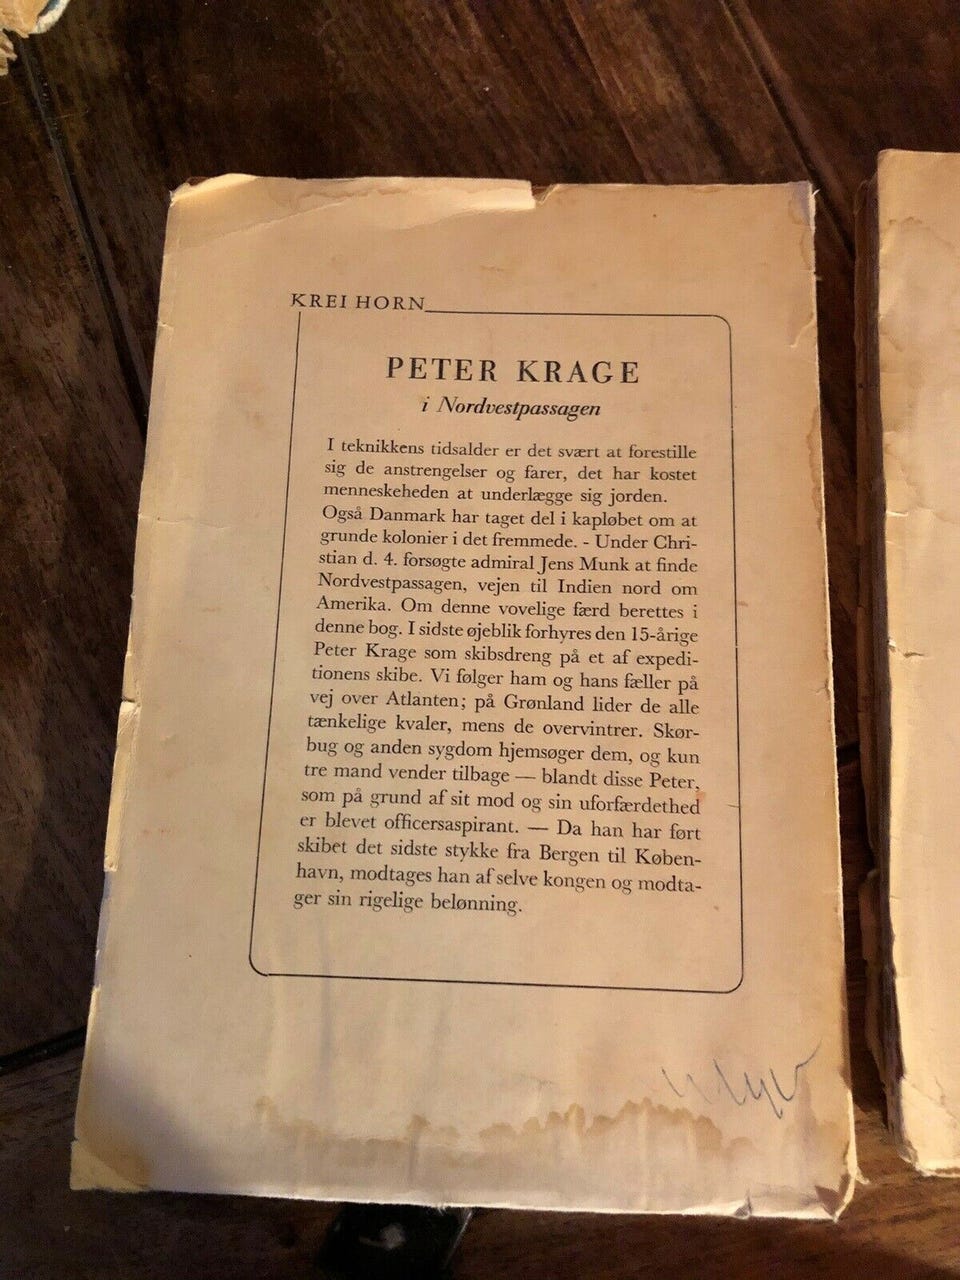 KREI HORN
PETER KRAGE
i Nordvestpassagen
I teknikkens tidsalder er det svært at forestille
sig de anstrengelser og farer, det har kostet
menneskeheden at underlægge sig jorden.
Også Danmark har taget del i kapløbet om at
grunde kolonier i det fremmede. - Under Chri-
stian d. 4. forsøgte admiral Jens Munk at finde
Nordvestpassagen, vejen til Indien nord om
Amerika. Om denne vovelige færd berettes i
denne bog. I sidste øjeblik forhyres den 15-årige
Peter Krage som skibsdreng på et af expedi-
tionens skibe. Vi følger ham og hans fæller på
vej over Atlanten; på Grønland lider de alle
tænkelige kvaler, mens de overvintrer. Skør-
bug og anden sygdom hjemsøger dem, og kun
tre mand vender tilbage — blandt disse Peter,
som på grund af sit mod og sin uforfærdethed
er blevet officersaspirant. — Da han har ført
skibet det sidste stykke fra Bergen til Køben-
havn, modtages han af selve kongen og modta-
ger sin rigelige belønning.